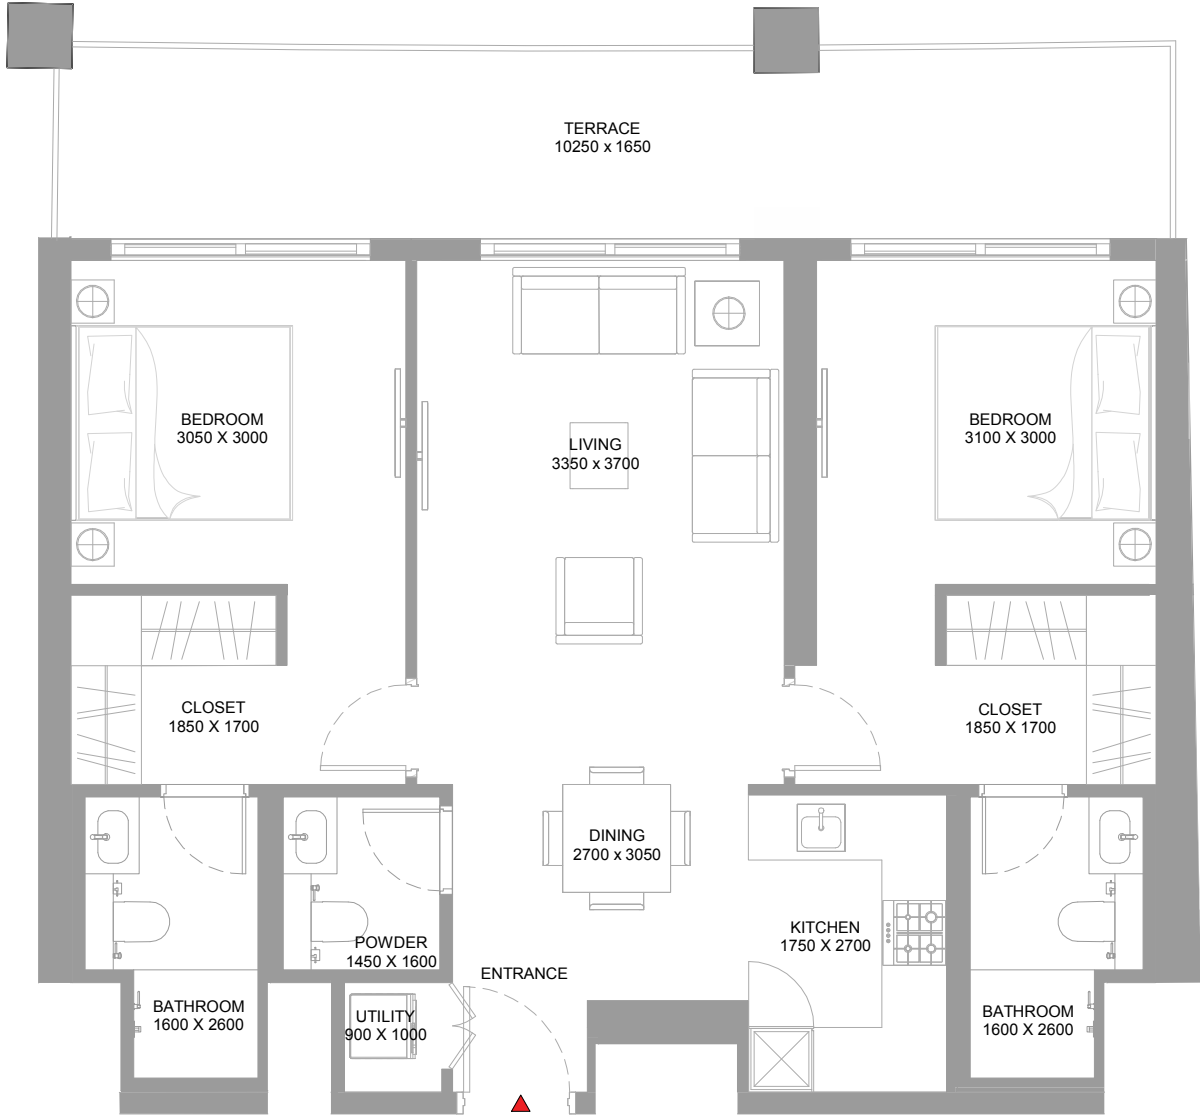 TERRACE
10250 x 1650
BEDROOM
3050 X 3000
LIVING
3350 x 3700
BEDROOM
3100 X 3000
CLOSET
1850 X 1700
CLOSET
1850 X 1700
DINING
2700 x 3050
POWDER
1450 X 1600
KITCHEN
1750 X 2700
ENTRANCE
BATHROOM
1600 X 2600
UTILITY
900 X 1000
BATHROOM
1600 X 2600